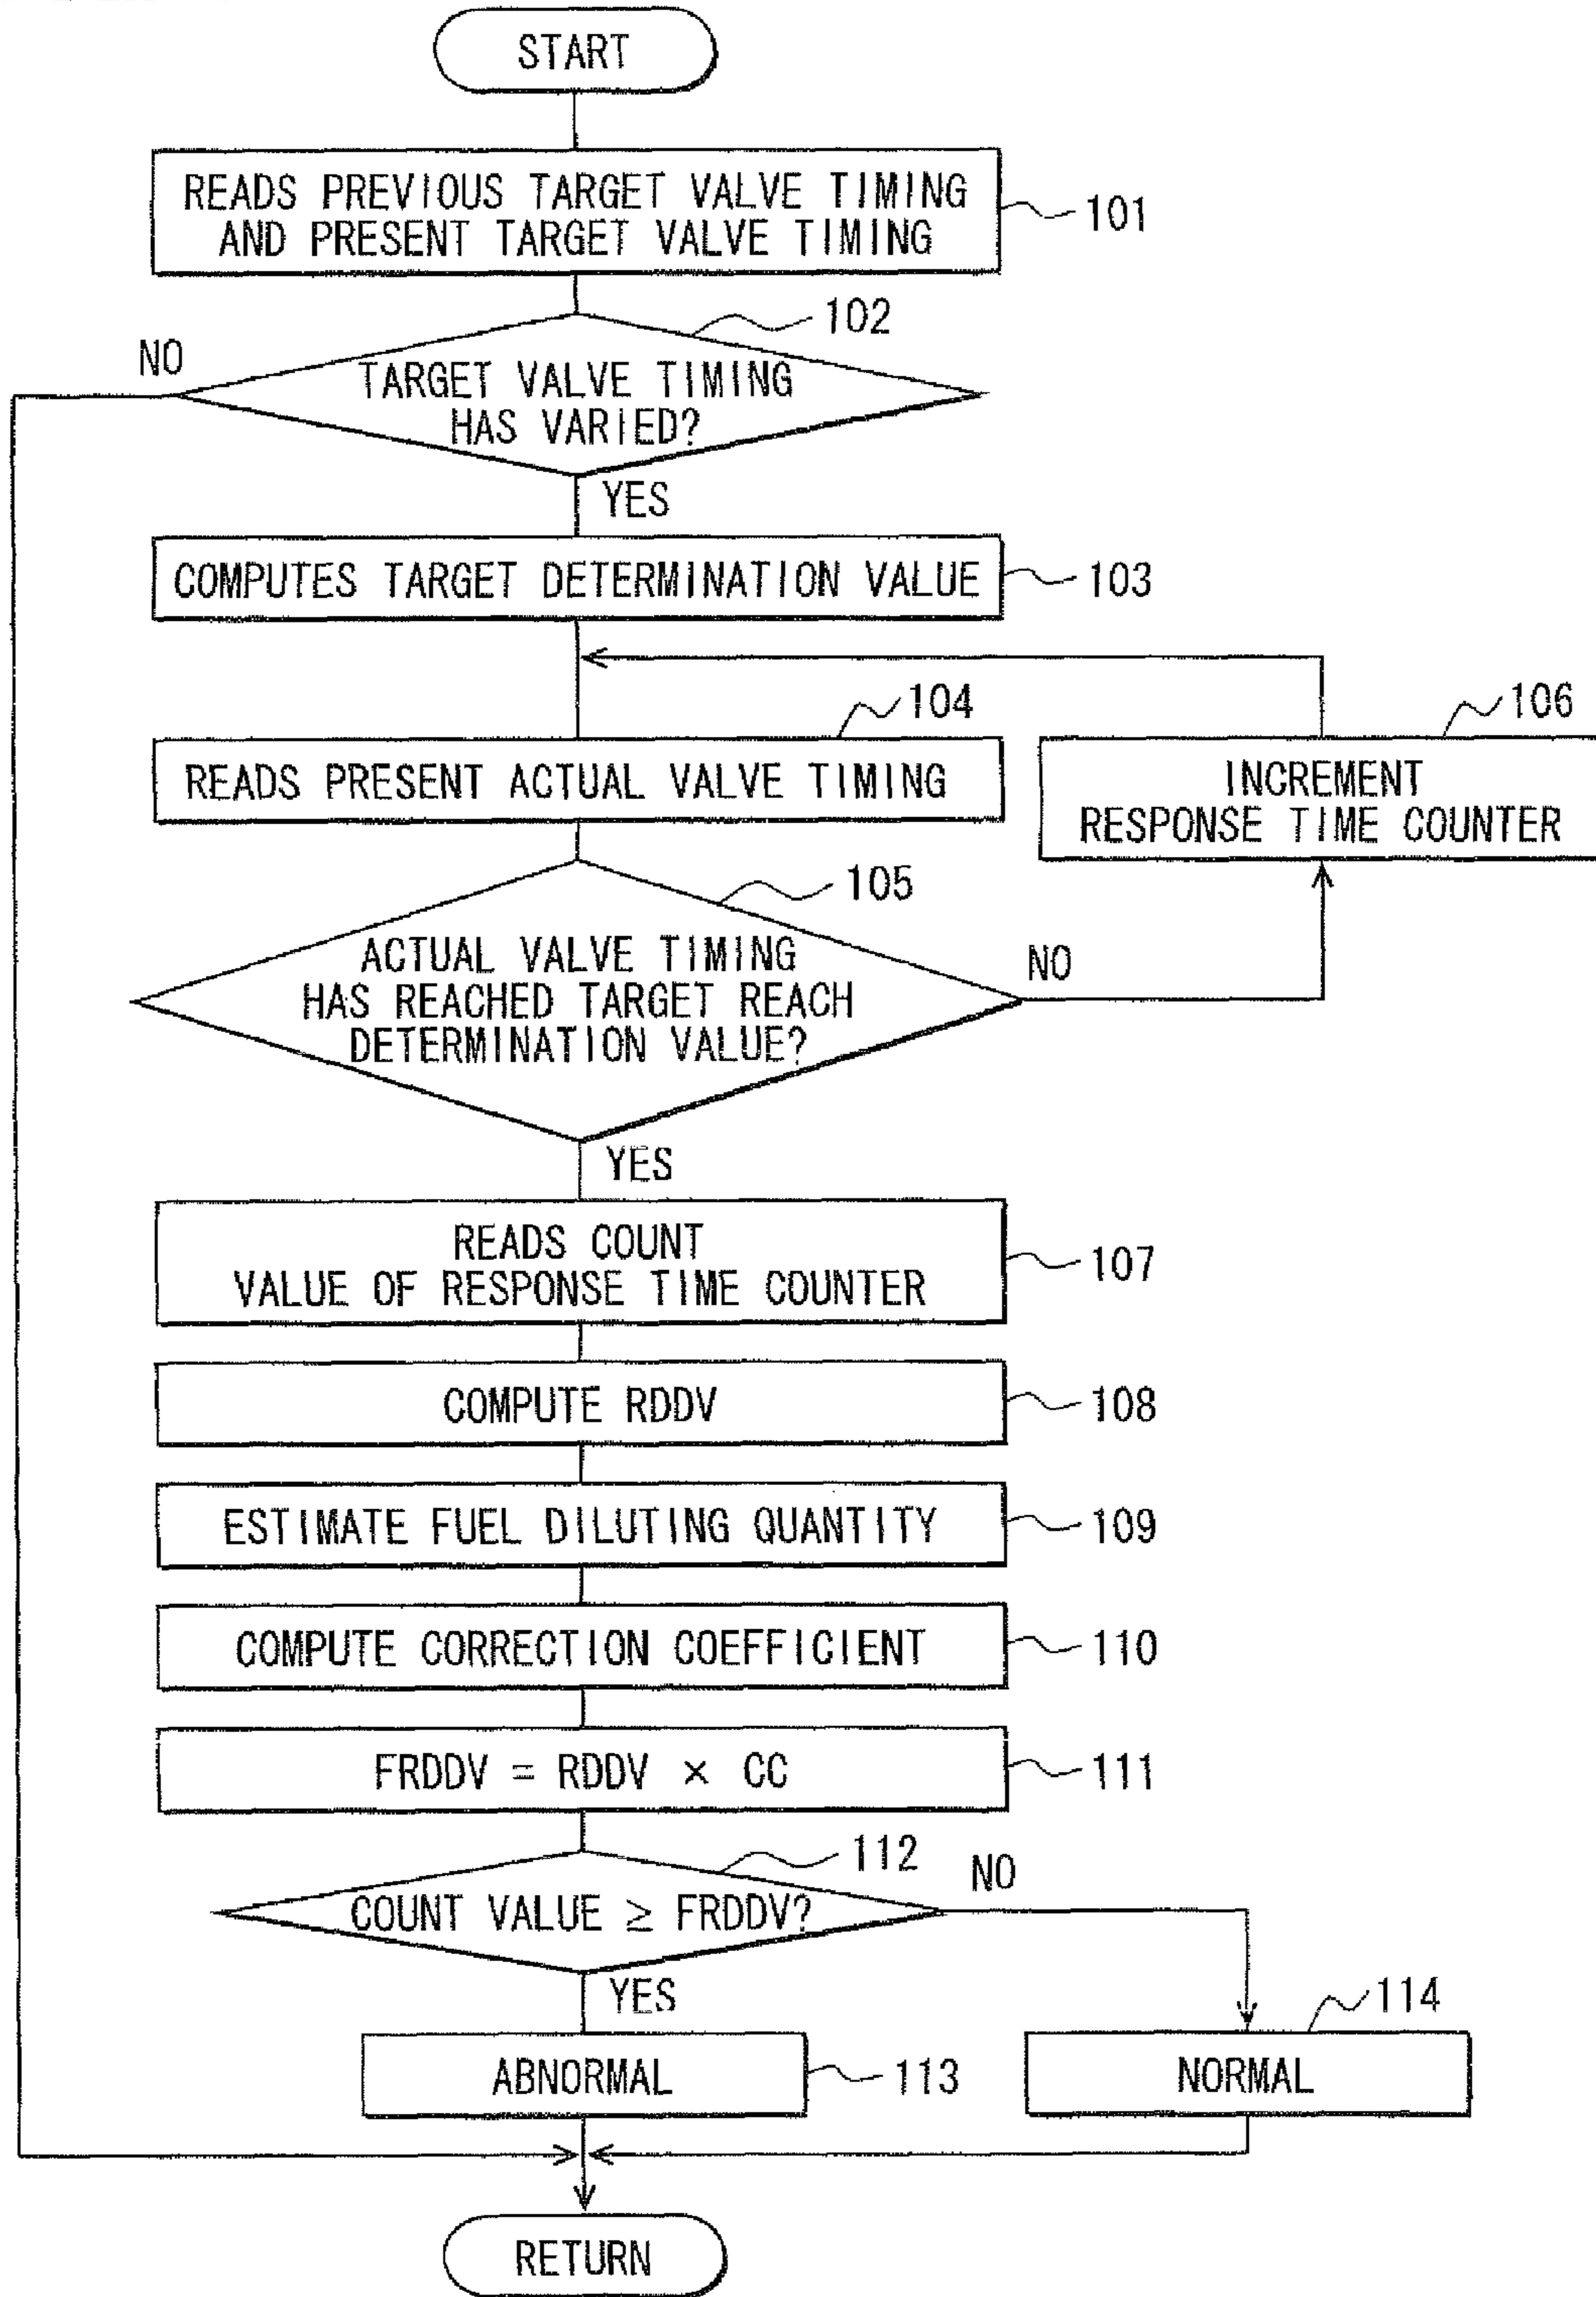 START
READS PREVIOUS TARGET VALVE TIMING
AND PRESENT TARGET VALVE TIMING
101
102
NO
TARGET VALVE TIMING
HAS VARIED?
YES
COMPUTES TARGET DETERMINATION VALUE
103
104
READS PRESENT ACTUAL VALVE TIMING
106
INCREMENT
RESPONSE TIME COUNTER
105
ACTUAL VALVE TIMING
HAS REACHED TARGET REACH
DETERMINATION VALUE?
NO
YES
READS COUNT
VALUE OF RESPONSE TIME COUNTER
107
COMPUTE RDDV
108
ESTIMATE FUEL DILUTING QUANTITY
109
COMPUTE CORRECTION COEFFICIENT
110
FRDDV = RDDV × CC
111
112
COUNT VALUE ≥ FRDDV?
NO
YES
ABNORMAL
113
114
NORMAL
RETURN